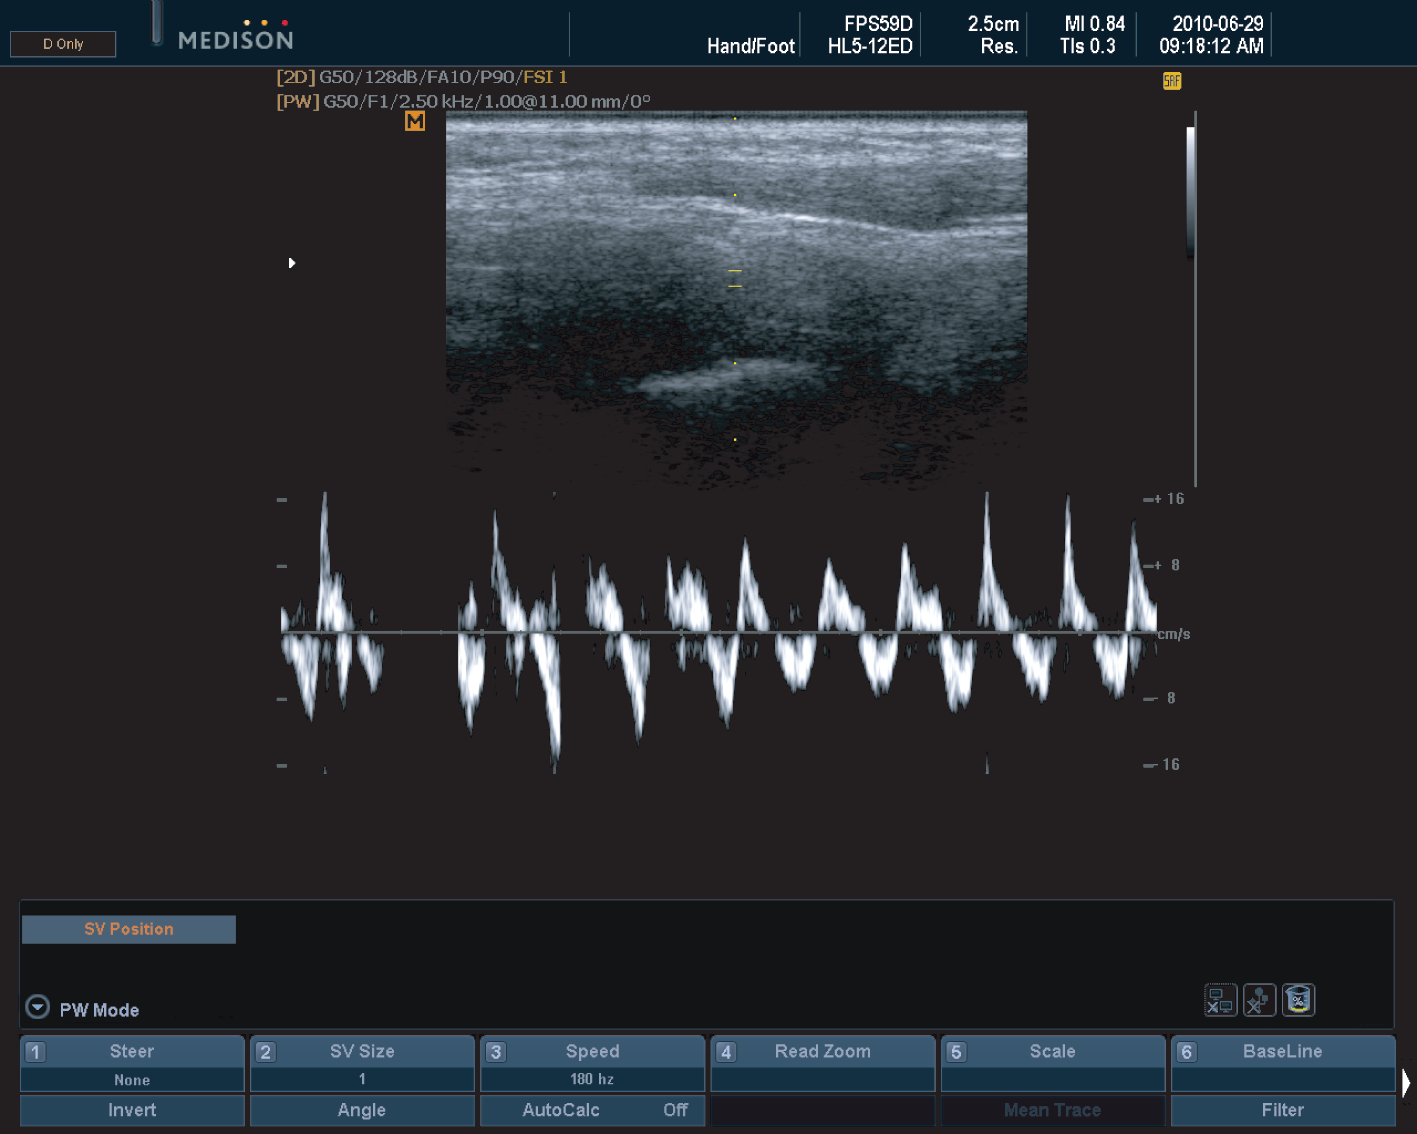 D Only
MEDISON
Hand/Foot
FPS59D
HL5-12ED
2.5cm
Res.
MI 0.84
TIs 0.3
2010-06-29
09:18:12 AM
[2D] G50/128dB/FA10/P90/FSI 1
[PW] G50/F1/2.50 kHz/1.00@11.00 mm/0°
SRF
M
+ 16
+ 8
cm/s
- 8
- 16
SV Position
PW Mode
%
1 Steer
None
Invert
2 SV Size
1
Angle
3 Speed
180 hz
AutoCalc Off
4 Read Zoom
5 Scale
Mean Trace
6 BaseLine
Filter